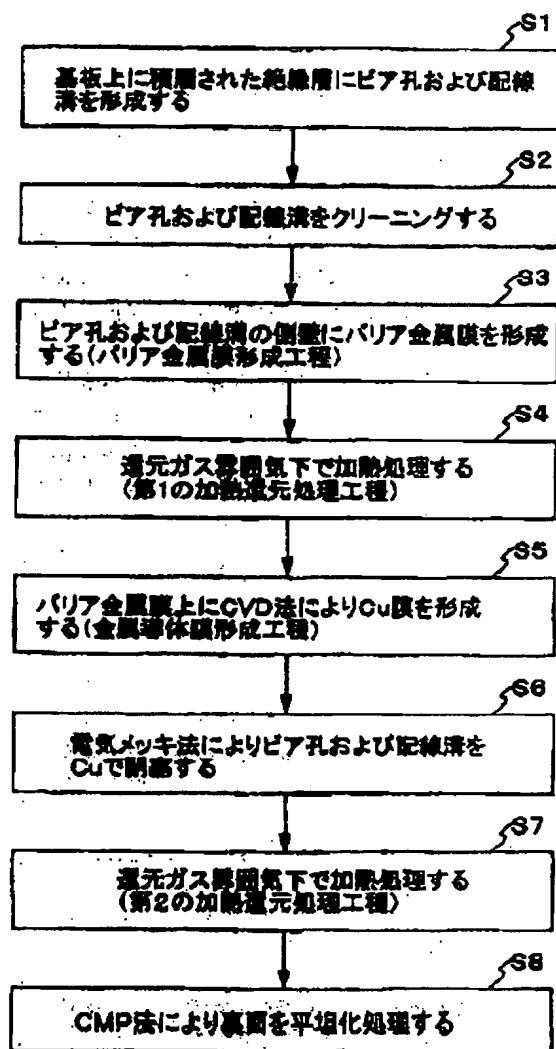 S1
基板上に積層された絶縁層にビア孔および配線
溝を形成する
S2
ビア孔および配線溝をクリーニングする
S3
ビア孔および配線溝の側壁にバリア金属膜を形成
する(バリア金属膜形成工程)
S4
還元ガス雰囲気下で加熱処理する
(第1の加熱還元処理工程)
S5
バリア金属膜上にCVD法によりCu膜を形成
する(金属導体膜形成工程)
S6
電気メッキ法によりビア孔および配線溝を
Cuで閉塞する
S7
還元ガス雰囲気下で加熱処理する
(第2の加熱還元処理工程)
S8
CMP法により表面を平坦化処理する